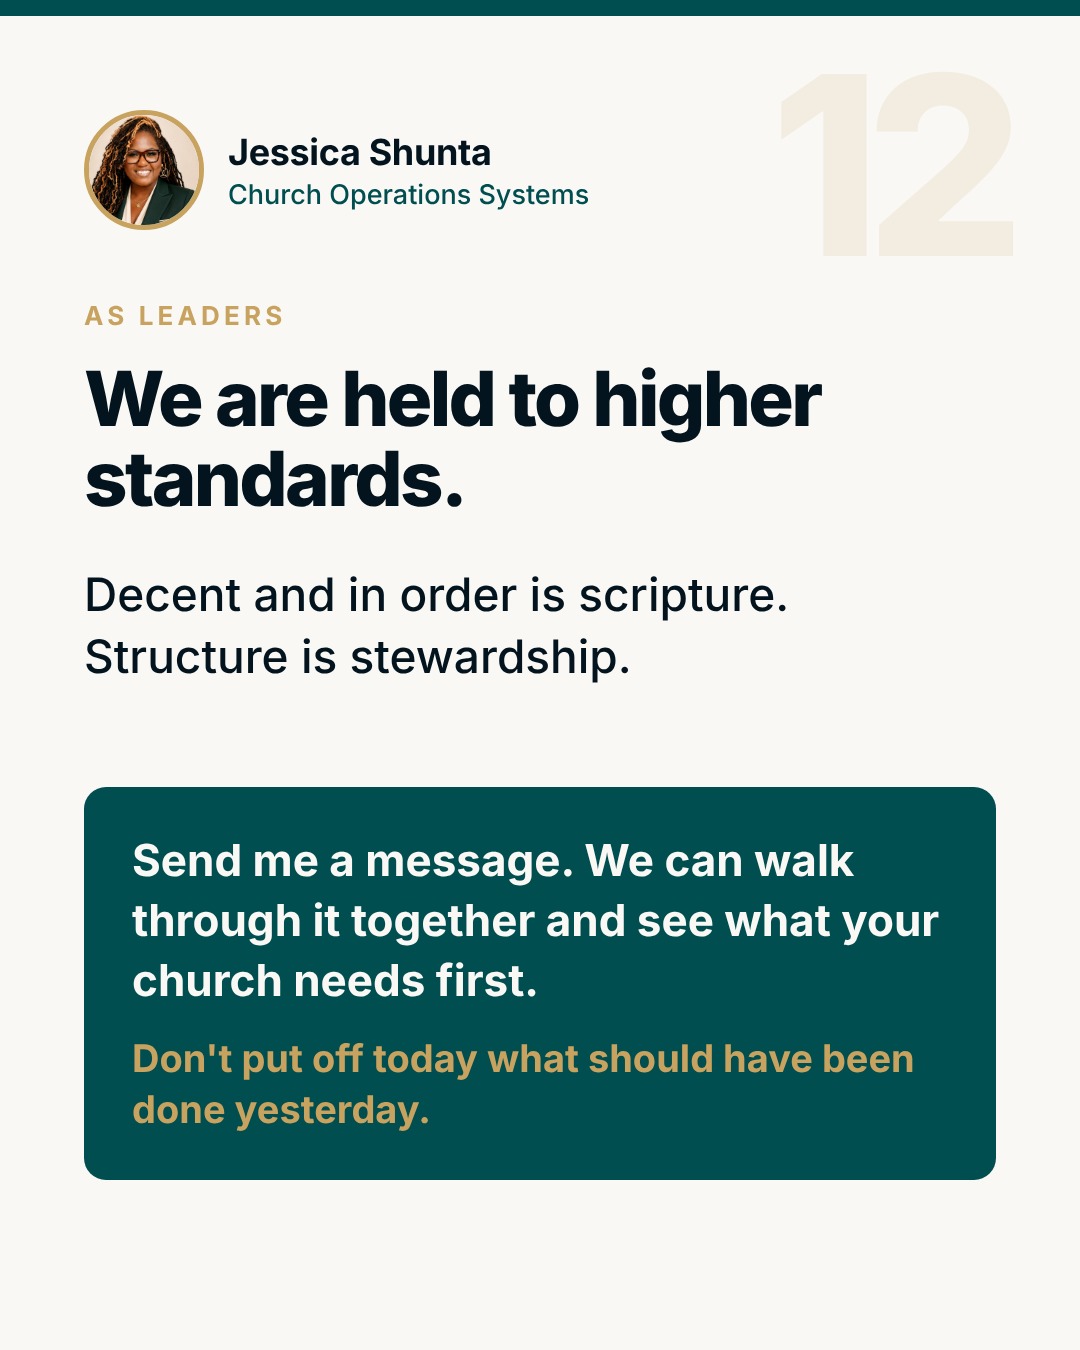 12
Jessica Shunta
Church Operations Systems
AS LEADERS
We are held to higher
standards.
Decent and in order is scripture.
Structure is stewardship.
Send me a message. We can walk
through it together and see what your
church needs first.
Don't put off today what should have been
done yesterday.